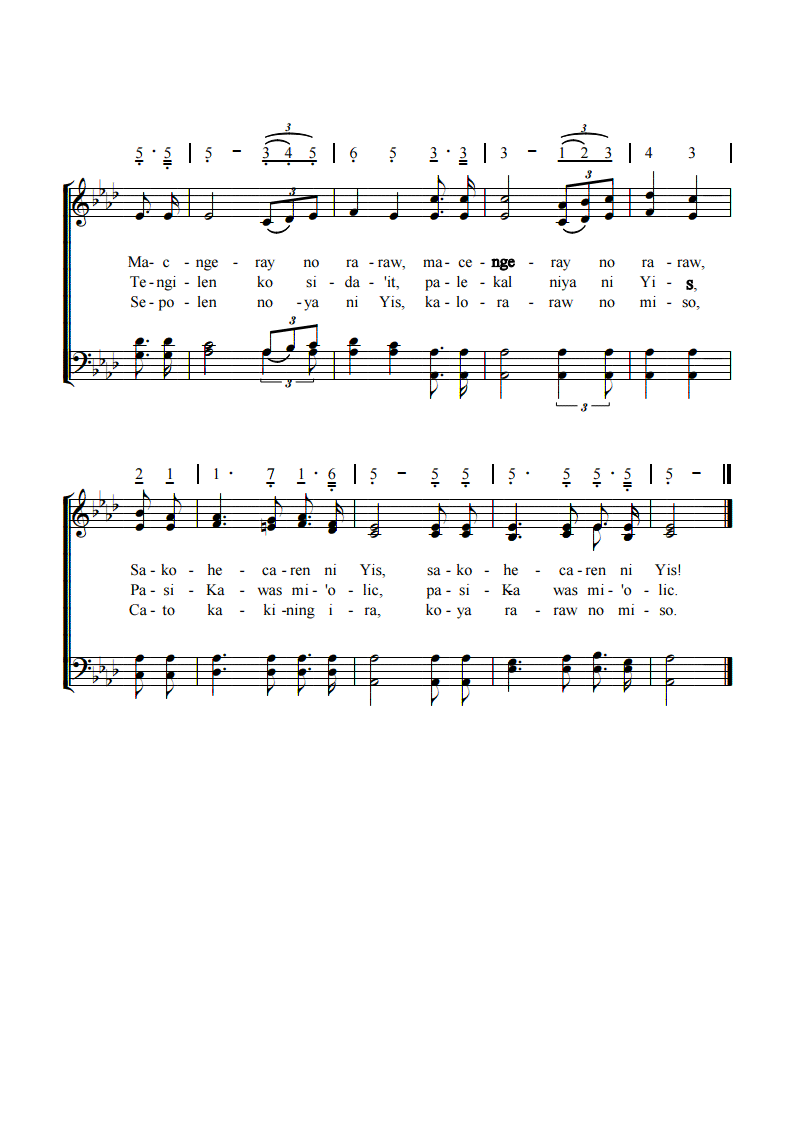 5 · 5 | 5 – 3 4 5 | 6 5 3 · 3 | 3 – 1 2 3 | 4 3 |
3 3
3 3
Ma- c - nge - ray no ra - raw, ma - ce - nge - ray no ra - raw,
Te - ngi - len ko si - da - 'it, pa - le - kal niya ni Yi - s,
Se - po - len no - ya ni Yis, ka - lo - ra - raw no mi - so,
3
3 3
2 1 | 1 · 7 1 · 6 | 5 – 5 5 | 5 · 5 5 · 5 | 5 –
Sa - ko - he - ca - ren ni Yis, sa - ko - he - ca - ren ni Yis!
Pa - si - Ka - was mi - 'o - lic, pa - si - Ka was mi - 'o - lic.
Ca - to ka - ki - ning i - ra, ko - ya ra - raw no mi - so.